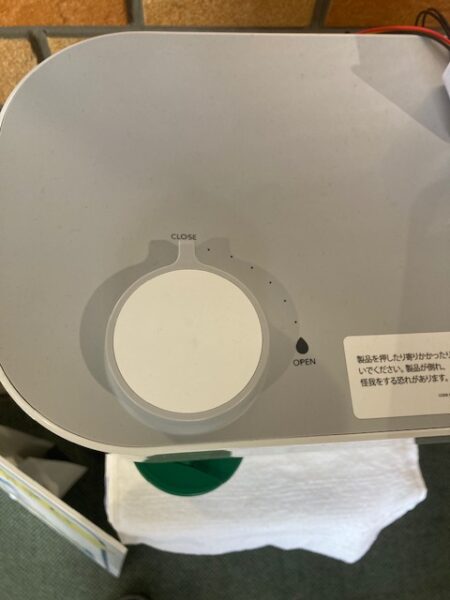 CLOSE
OPEN
製品を押したり寄りかかったり
いでください。製品が倒れ、
怪我をする恐れがあります。